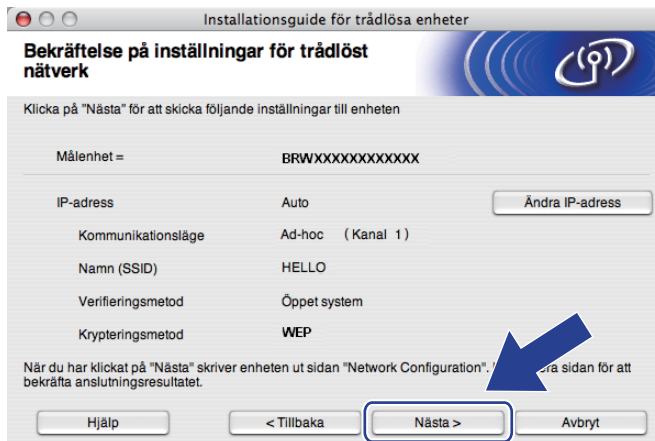 Installationsguide för trådlösa enheter
Bekräftelse på inställningar för trådlöst
nätverk
Klicka på "Nästa" för att skicka följande inställningar till enheten
Målenhet = BRWXXXXXXXXXXXX
IP-adress Auto Ändra IP-adress
Kommunikationsläge Ad-hoc (Kanal 1)
Namn (SSID) HELLO
Verifieringsmetod Öppet system
Krypteringsmetod WEP
När du har klickat på "Nästa" skriver enheten ut sidan "Network Configuration". sidan för att
bekräfta anslutningsresultatet.
Hjälp < Tillbaka Nästa > Avbryt